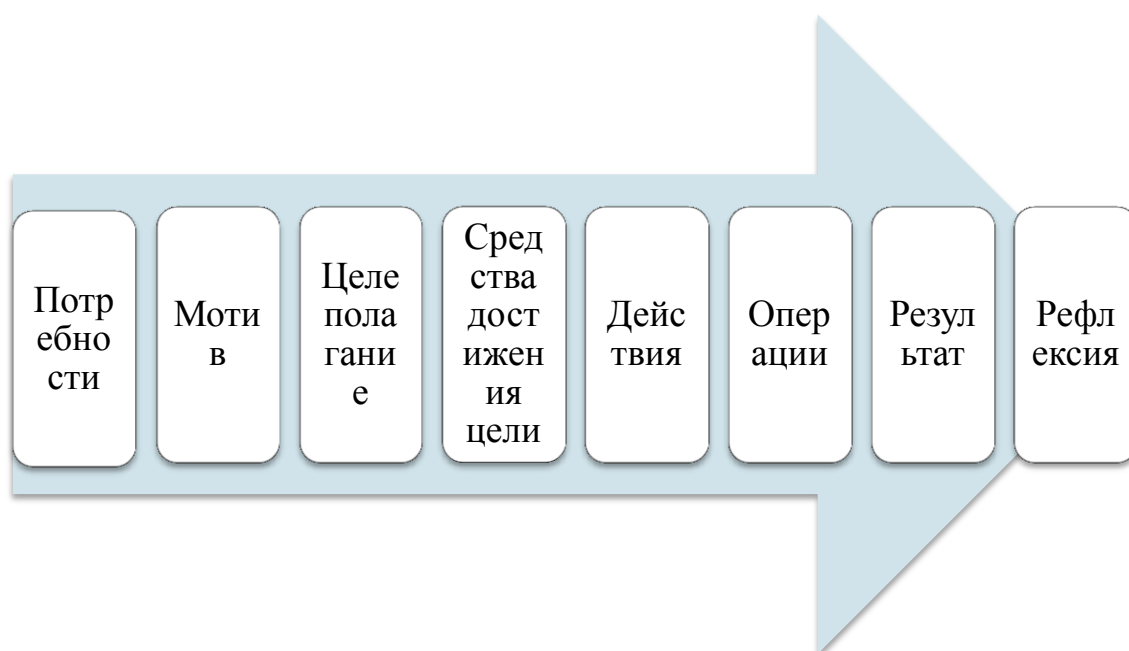 Потр
ебно
сти
Моти
в
Целе
пола
гани
е
Сред
ства
дост
ижен
ия
цели
Дейс
твия
Опер
ации
Резул
ьтат
Рефл
ексия